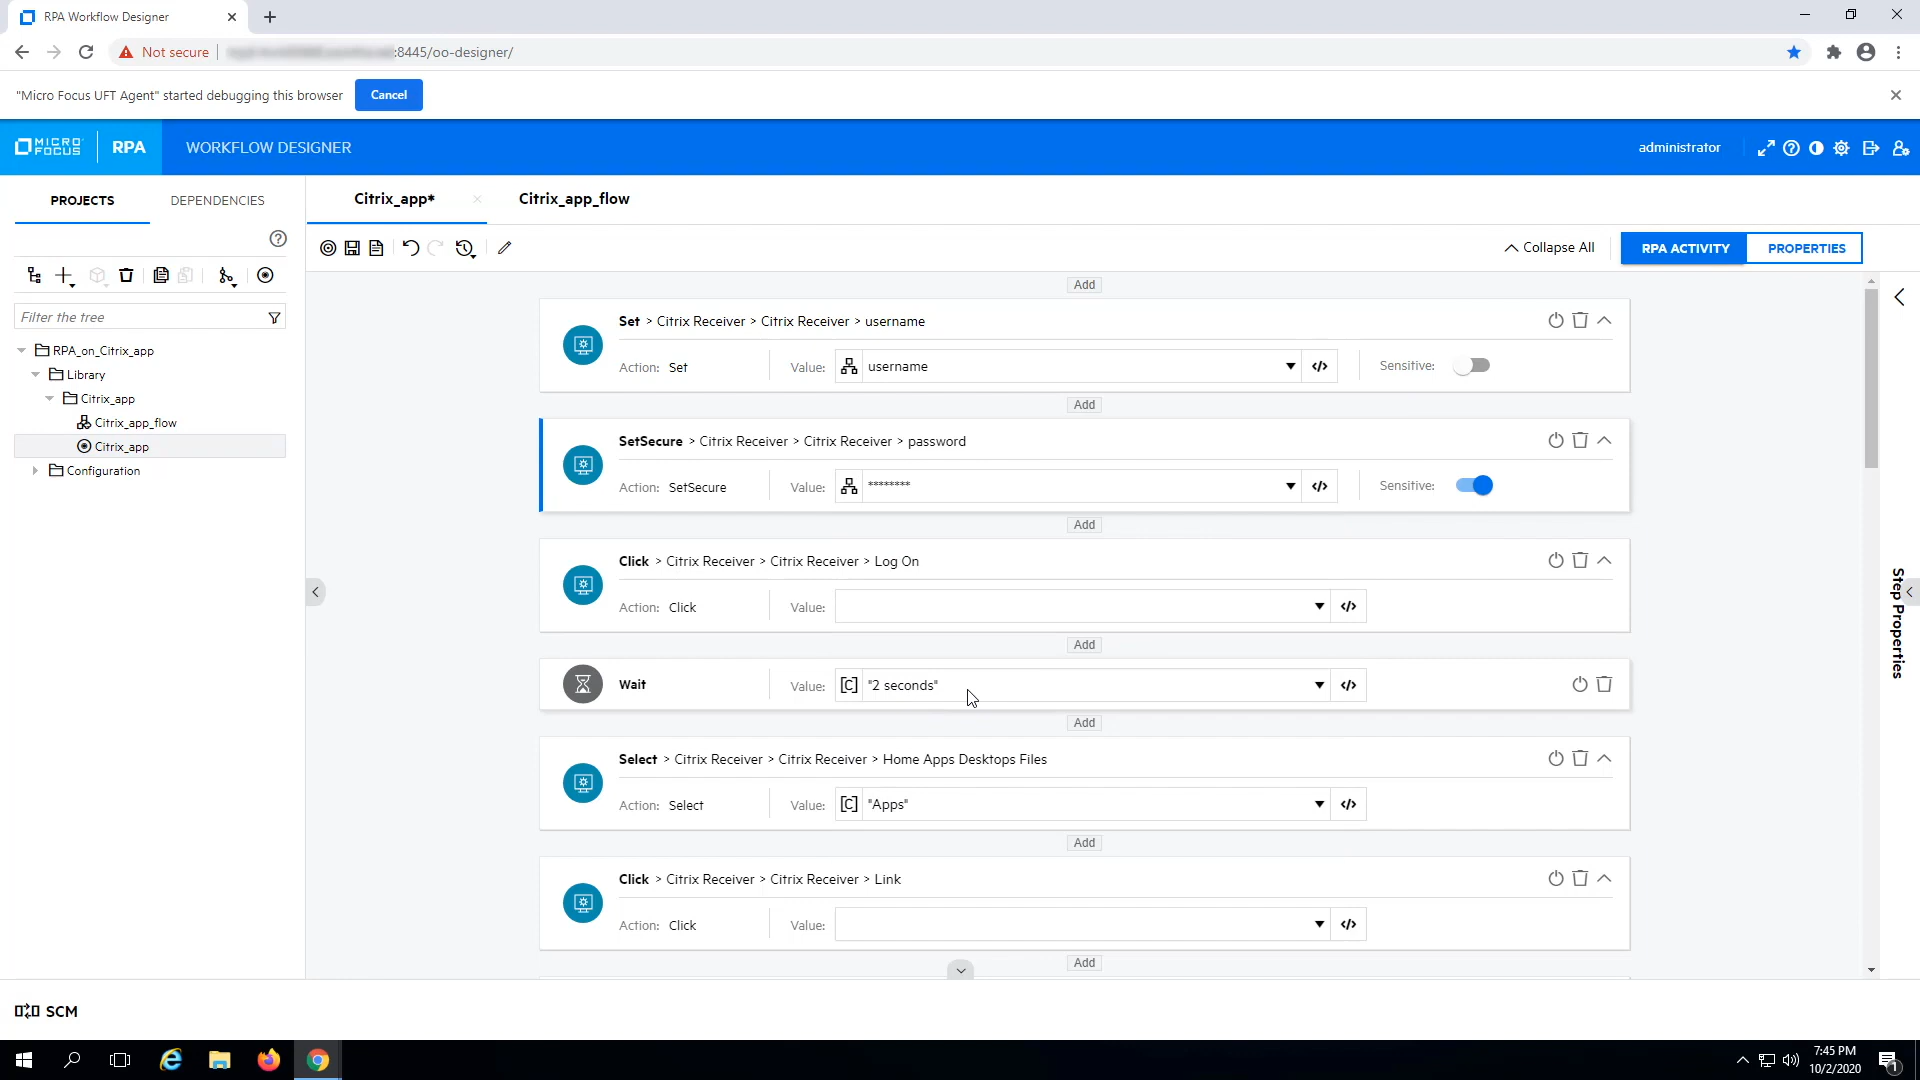 RPA Workflow Designer
Not secure
:8445/oo-designer/
"Micro Focus UFT Agent" started debugging this browser
Cancel
MICRO
FOCUS
RPA
WORKFLOW DESIGNER
administrator
PROJECTS
DEPENDENCIES
Citrix_app*
Citrix_app_flow
Collapse All
RPA ACTIVITY
PROPERTIES
Filter the tree
RPA_on_Citrix_app
Library
Citrix_app
Citrix_app_flow
Citrix_app
Configuration
Add
Set > Citrix Receiver > Citrix Receiver > username
Action: Set
Value: username
Sensitive:
Add
SetSecure > Citrix Receiver > Citrix Receiver > password
Action: SetSecure
Value: ********
Sensitive:
Add
Click > Citrix Receiver > Citrix Receiver > Log On
Action: Click
Value:
Add
Wait
Value: [C] "2 seconds"
Add
Select > Citrix Receiver > Citrix Receiver > Home Apps Desktops Files
Action: Select
Value: [C] "Apps"
Add
Click > Citrix Receiver > Citrix Receiver > Link
Action: Click
Value:
Add
Step Properties
SCM
7:45 PM
10/2/2020
1